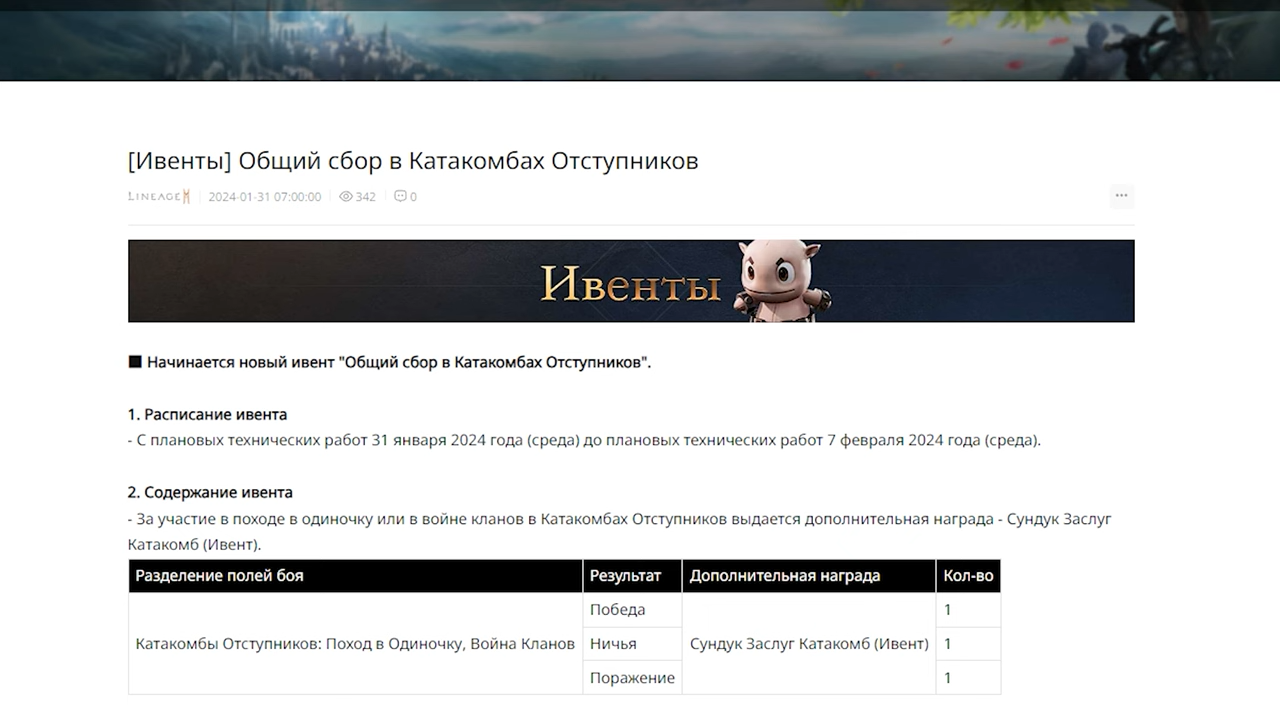 [Ивенты] Общий сбор в Катакомбах Отступников
LINEAGE M 2024-01-31 07:00:00 342 0
Ивенты
■ Начинается новый ивент "Общий сбор в Катакомбах Отступников".
1. Расписание ивента
- С плановых технических работ 31 января 2024 года (среда) до плановых технических работ 7 февраля 2024 года (среда).
2. Содержание ивента
- За участие в походе в одиночку или в войне кланов в Катакомбах Отступников выдается дополнительная награда - Сундук Заслуг
Катакомб (Ивент).
Разделение полей боя Результат Дополнительная награда Кол-во
Победа 1
Катакомбы Отступников: Поход в Одиночку, Война Кланов Ничья Сундук Заслуг Катакомб (Ивент) 1
Поражение 1